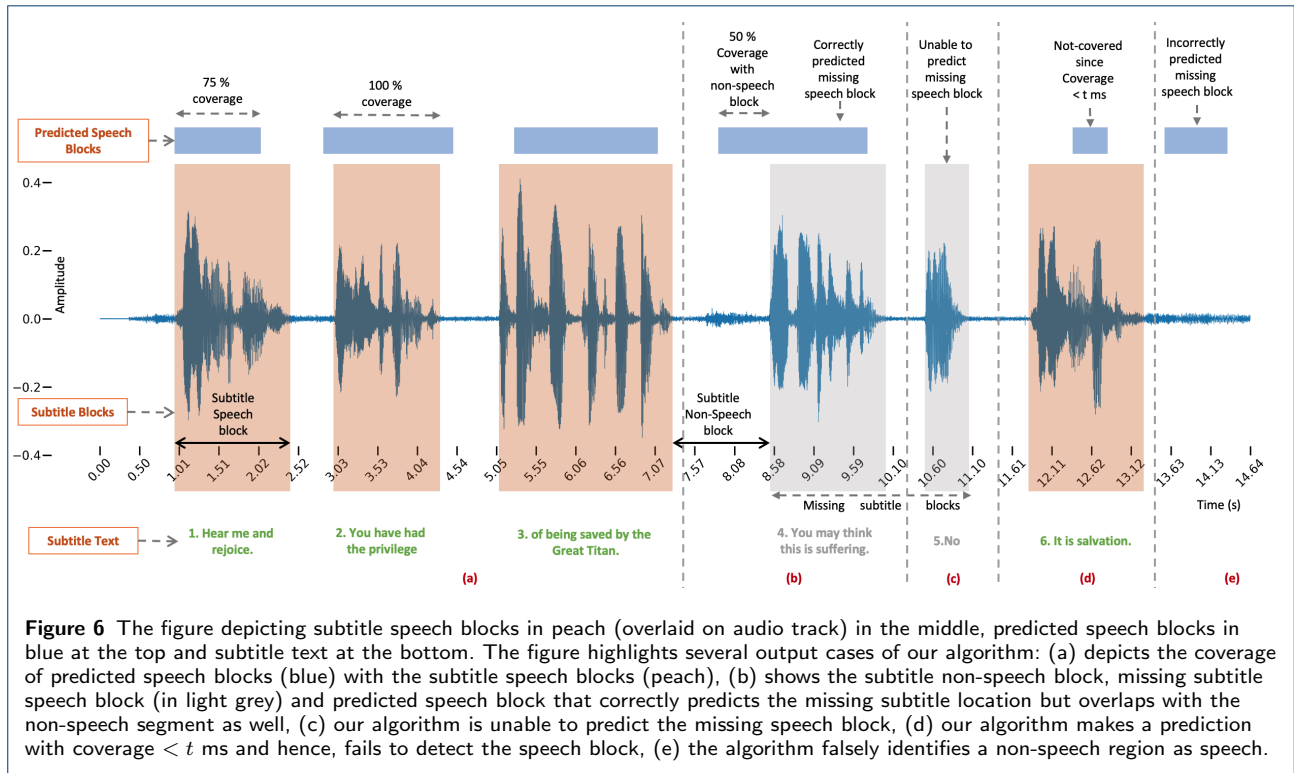 75 %
coverage
100 %
coverage
50 %
Coverage
with
non-speech
block
Correctly
predicted
missing
speech block
Unable to
predict
missing
speech block
Not-covered
since
Coverage
< t ms
Incorrectly
predicted
missing
speech block
Predicted Speech
Blocks
0.4
0.2
0.0
−0.2
−0.4
Amplitude
Subtitle Blocks
Subtitle
Speech
block
Subtitle
Non-Speech
block
0.00 0.50 1.01 1.51 2.02 2.52 3.03 3.53 4.04 4.54 5.05 5.55 6.06 6.56 7.07 7.57 8.08 8.58 9.09 9.59 10.10 10.60 11.10 11.61 12.11 12.62 13.12 13.63 14.13 14.64
Missing subtitle blocks
Time (s)
Subtitle Text
1. Hear me and
rejoice.
2. You have had
the privilege
3. of being saved by the
Great Titan.
4. You may think
this is suffering.
5.No
6. It is salvation.
(a) (b) (c) (d) (e)
Figure 6 The figure depicting subtitle speech blocks in peach (overlaid on audio track) in the middle, predicted speech blocks in
blue at the top and subtitle text at the bottom. The figure highlights several output cases of our algorithm: (a) depicts the coverage
of predicted speech blocks (blue) with the subtitle speech blocks (peach), (b) shows the subtitle non-speech block, missing subtitle
speech block (in light grey) and predicted speech block that correctly predicts the missing subtitle location but overlaps with the
non-speech segment as well, (c) our algorithm is unable to predict the missing speech block, (d) our algorithm makes a prediction
with coverage < t ms and hence, fails to detect the speech block, (e) the algorithm falsely identifies a non-speech region as speech.